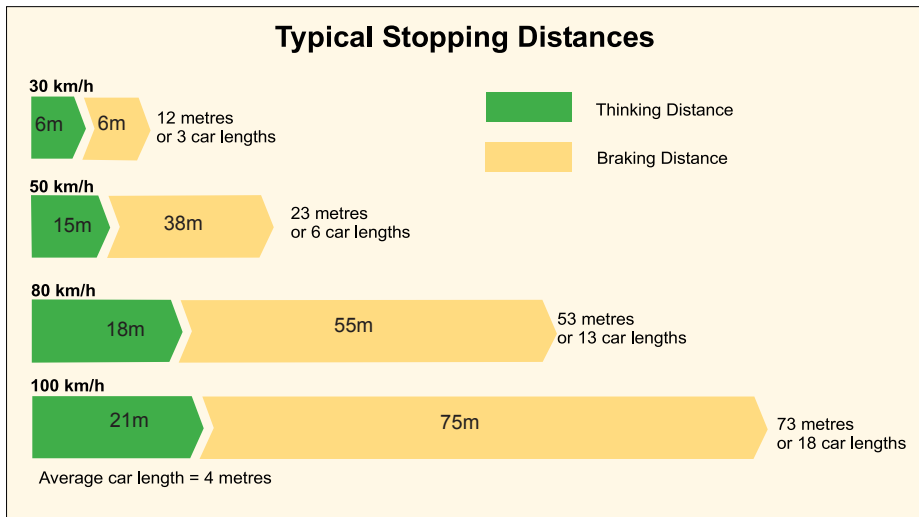 Typical Stopping Distances
30 km/h
6m
6m
12 metres
or 3 car lengths
Thinking Distance
Braking Distance
50 km/h
15m
38m
23 metres
or 6 car lengths
80 km/h
18m
55m
53 metres
or 13 car lengths
100 km/h
21m
75m
73 metres
or 18 car lengths
Average car length = 4 metres